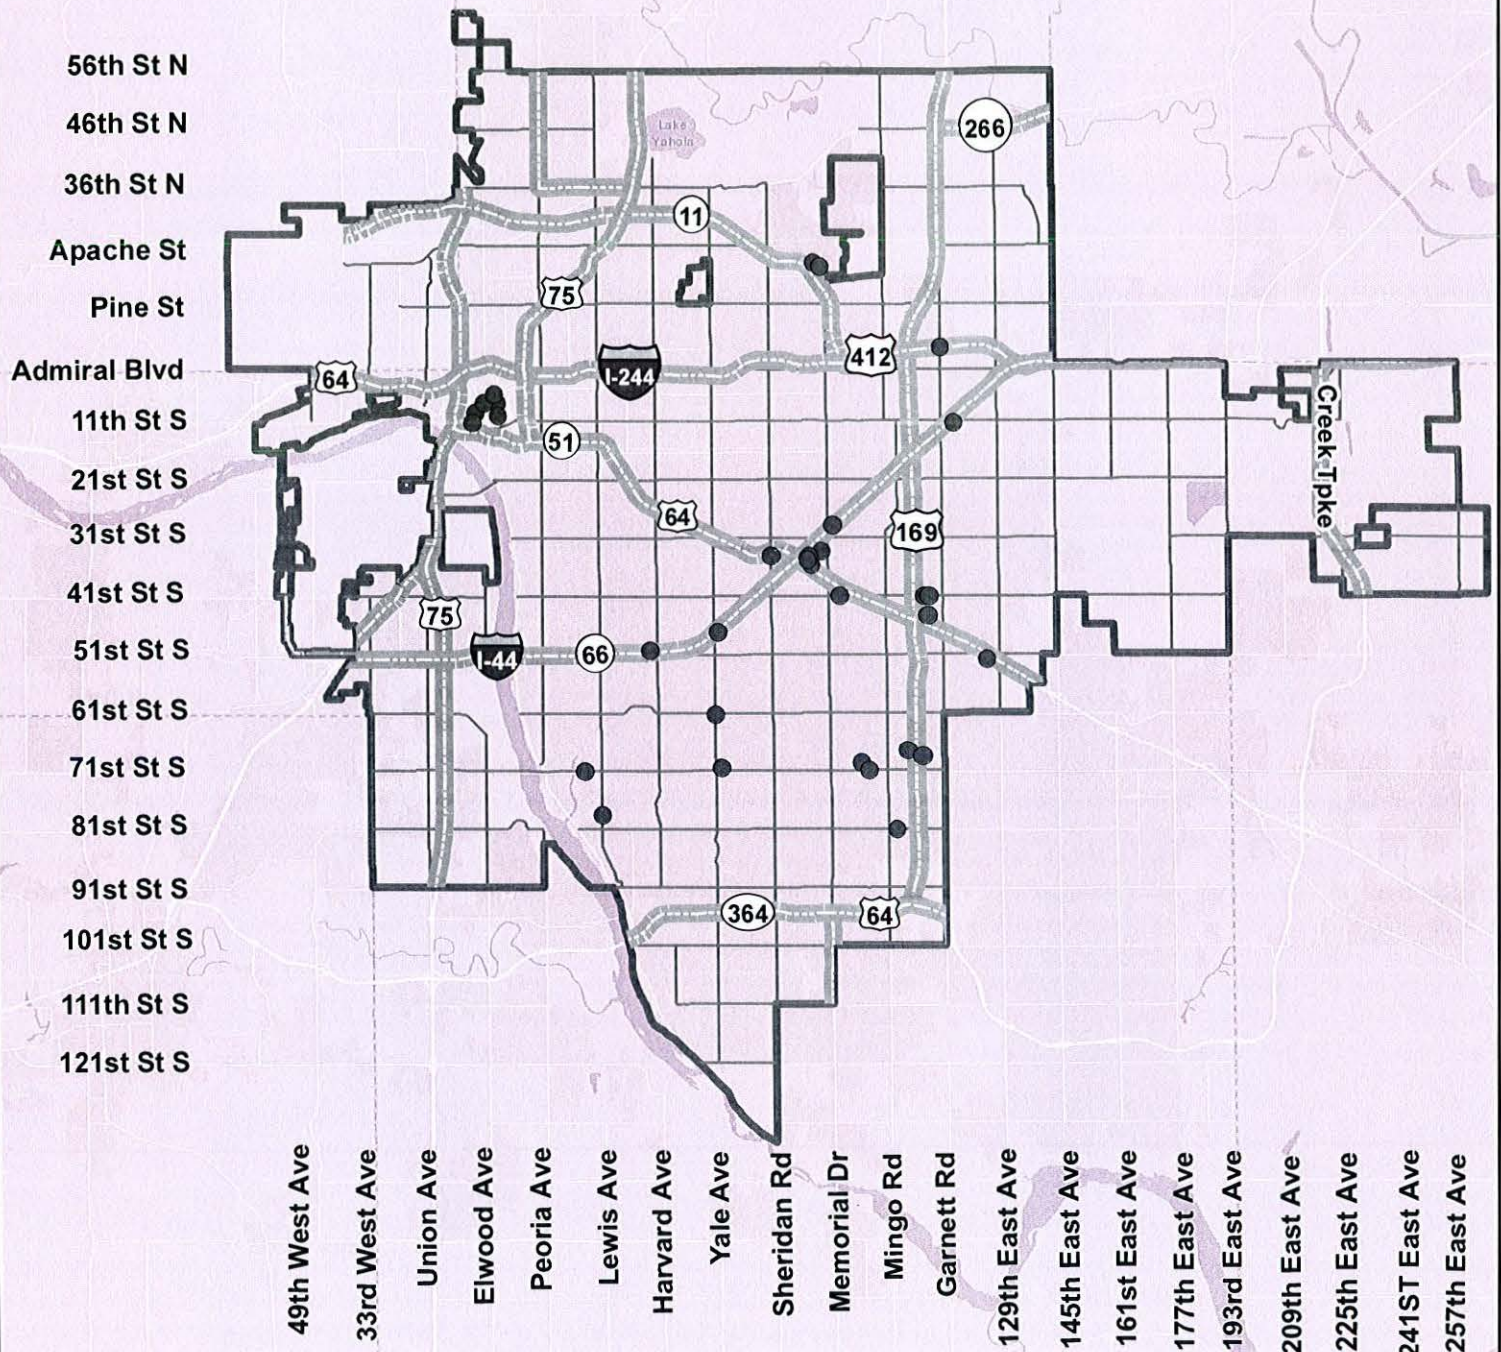 56th St N
46th St N
36th St N
Apache St
Pine St
Admiral Blvd
11th St S
21st St S
31st St S
41st St S
51st St S
61st St S
71st St S
81st St S
91st St S
101st St S
111th St S
121st St S
Lake
Yahola
266
11
75
412
I-244
64
51
64
169
75
I-44
66
364
64
Creek Tpke
49th West Ave
33rd West Ave
Union Ave
Elwood Ave
Peoria Ave
Lewis Ave
Harvard Ave
Yale Ave
Sheridan Rd
Memorial Dr
Mingo Rd
Garnett Rd
129th East Ave
145th East Ave
161st East Ave
177th East Ave
193rd East Ave
209th East Ave
225th East Ave
241ST East Ave
257th East Ave